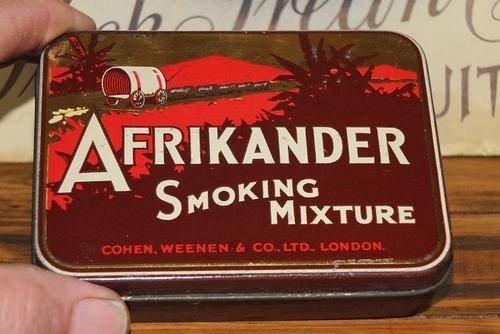 AFRIKANDER
SMOKING
MIXTURE
COHEN, WEENEN & CO., LTD., LONDON.